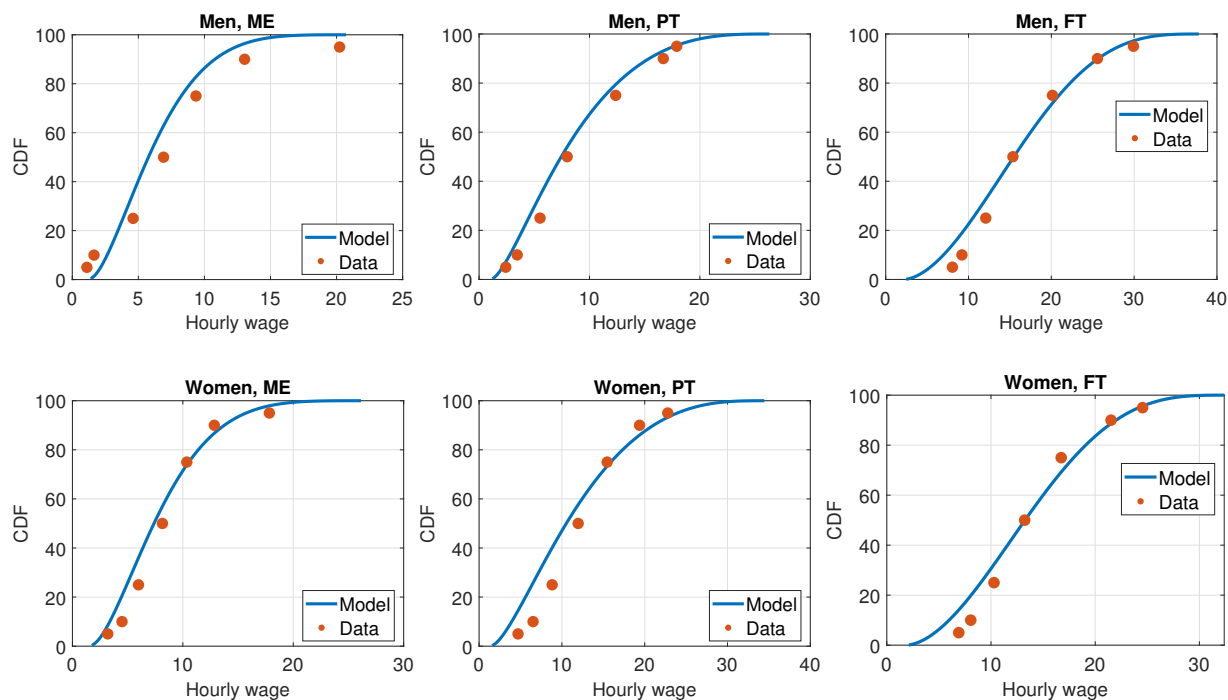 Men, ME
100
80
60
40
20
0
CDF
0 5 10 15 20 25
Hourly wage
Model
Data
Men, PT
100
80
60
40
20
0
CDF
0 10 20 30
Hourly wage
Model
Data
Men, FT
100
80
60
40
20
0
CDF
0 10 20 30 40
Hourly wage
Model
Data
Women, ME
100
80
60
40
20
0
CDF
0 10 20 30
Hourly wage
Model
Data
Women, PT
100
80
60
40
20
0
CDF
0 10 20 30 40
Hourly wage
Model
Data
Women, FT
100
80
60
40
20
0
CDF
0 10 20 30
Hourly wage
Model
Data